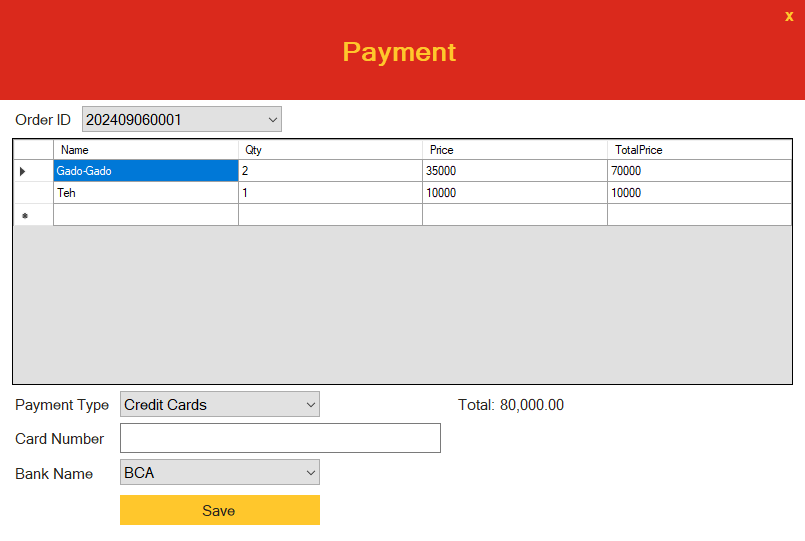 x
Payment
Order ID 202409060001
Name Qty Price TotalPrice
Gado-Gado 2 35000 70000
Teh 1 10000 10000
*
Payment Type Credit Cards Total: 80,000.00
Card Number
Bank Name BCA
Save